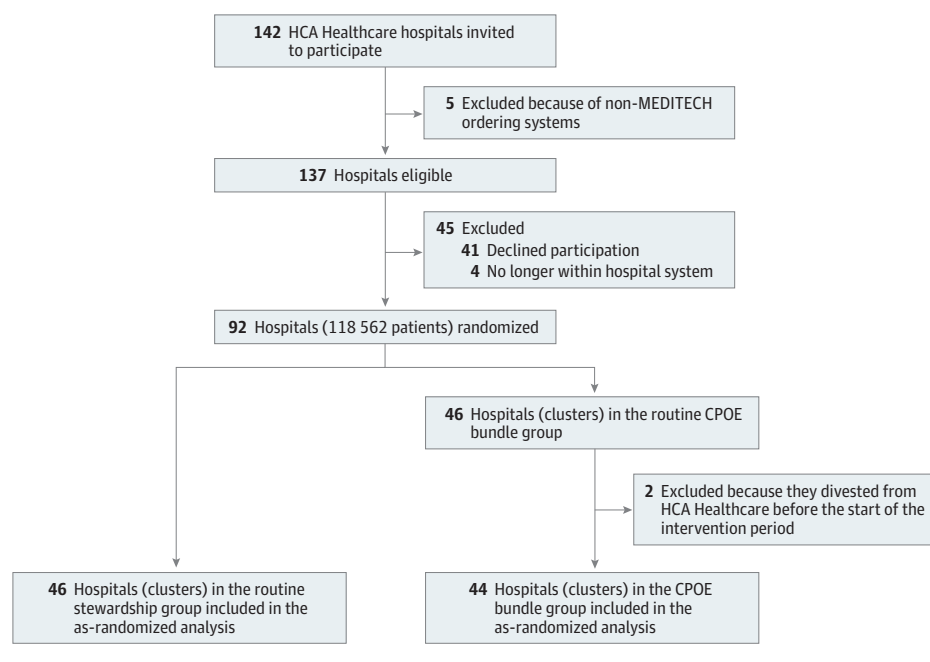 142 HCA Healthcare hospitals invited
to participate
5 Excluded because of non-MEDITECH
ordering systems
137 Hospitals eligible
45 Excluded
41 Declined participation
4 No longer within hospital system
92 Hospitals (118 562 patients) randomized
46 Hospitals (clusters) in the routine CPOE
bundle group
2 Excluded because they divested from
HCA Healthcare before the start of the
intervention period
46 Hospitals (clusters) in the routine
stewardship group included in the
as-randomized analysis
44 Hospitals (clusters) in the CPOE
bundle group included in the
as-randomized analysis